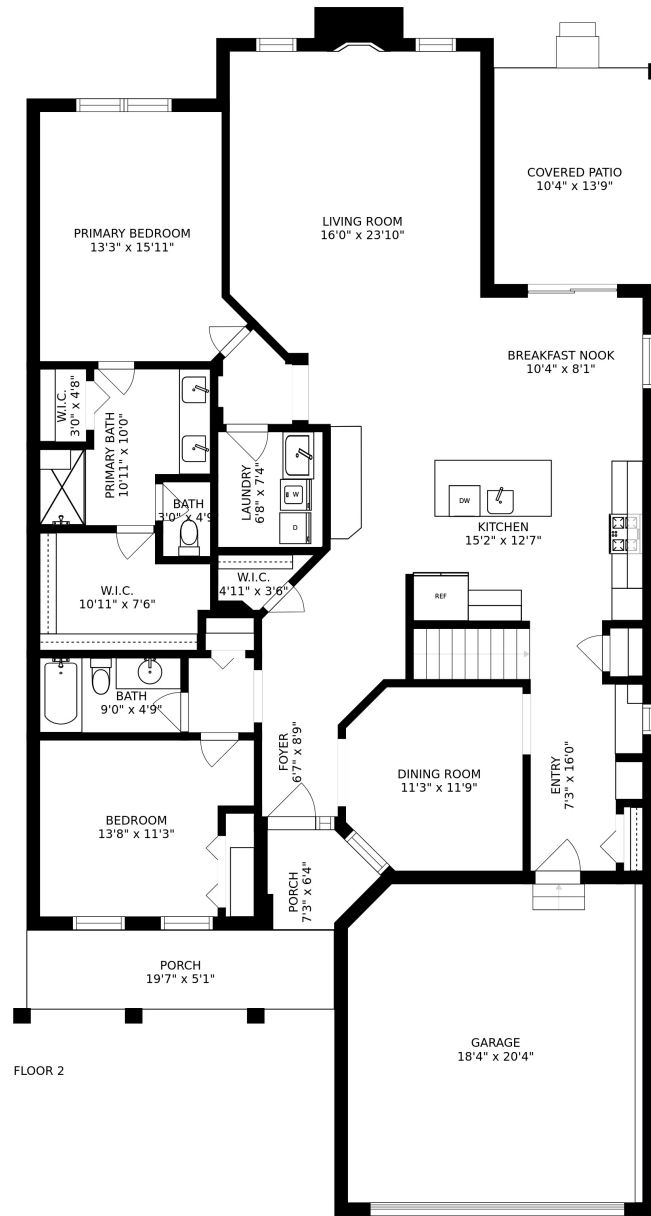 COVERED PATIO
10'4" x 13'9"
LIVING ROOM
16'0" x 23'10"
PRIMARY BEDROOM
13'3" x 15'11"
BREAKFAST NOOK
10'4" x 8'1"
W.I.C.
3'0" x 4'8"
PRIMARY BATH
10'11" x 10'0"
BATH
3'0" x 4'9
LAUNDRY
6'8" x 7'4"
W
D
DW
KITCHEN
15'2" x 12'7"
W.I.C.
10'11" x 7'6"
W.I.C.
4'11" x 3'6"
REF
BATH
9'0" x 4'9"
FOYER
6'7" x 8'9"
DINING ROOM
11'3" x 11'9"
ENTRY
7'3" x 16'0"
BEDROOM
13'8" x 11'3"
PORCH
7'3" x 6'4"
PORCH
19'7" x 5'1"
GARAGE
18'4" x 20'4"
FLOOR 2